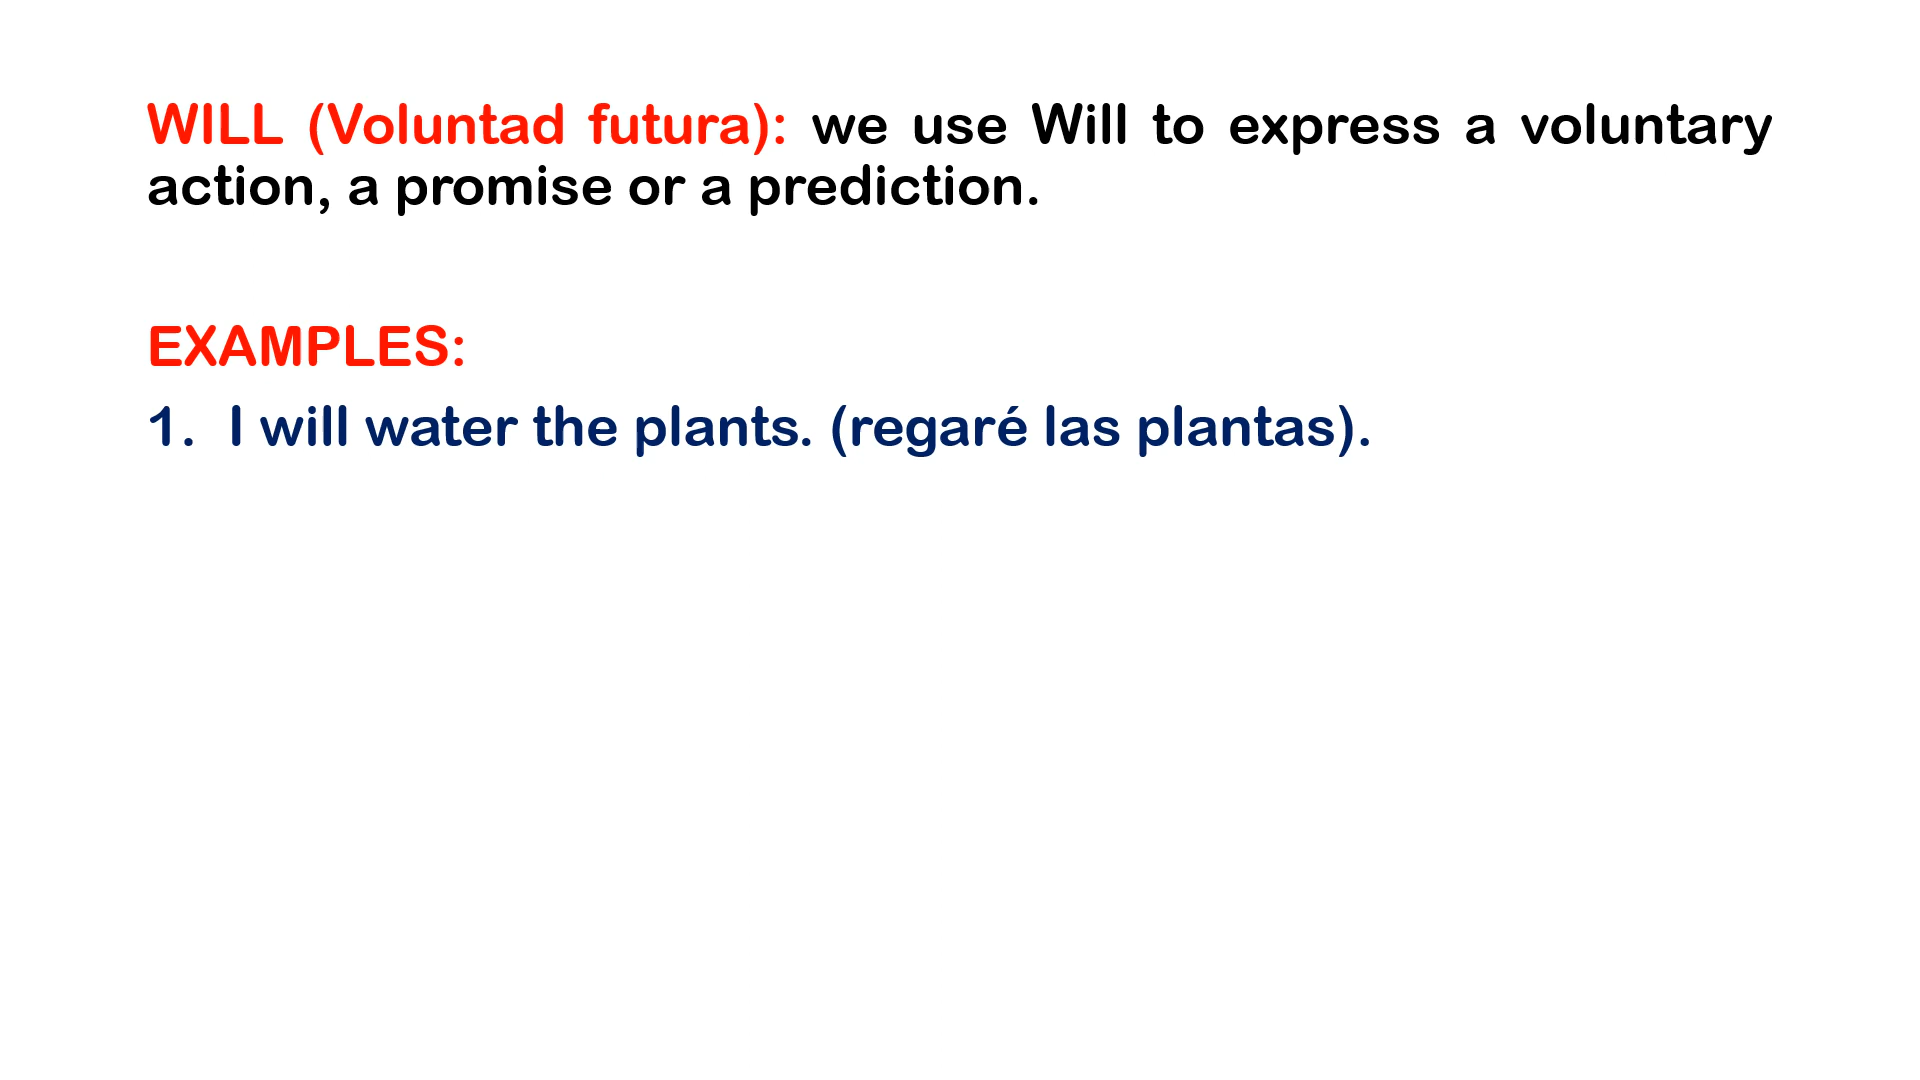 WILL (Voluntad futura): we use Will to express a voluntary
action, a promise or a prediction.
EXAMPLES:
1. I will water the plants. (regaré las plantas).